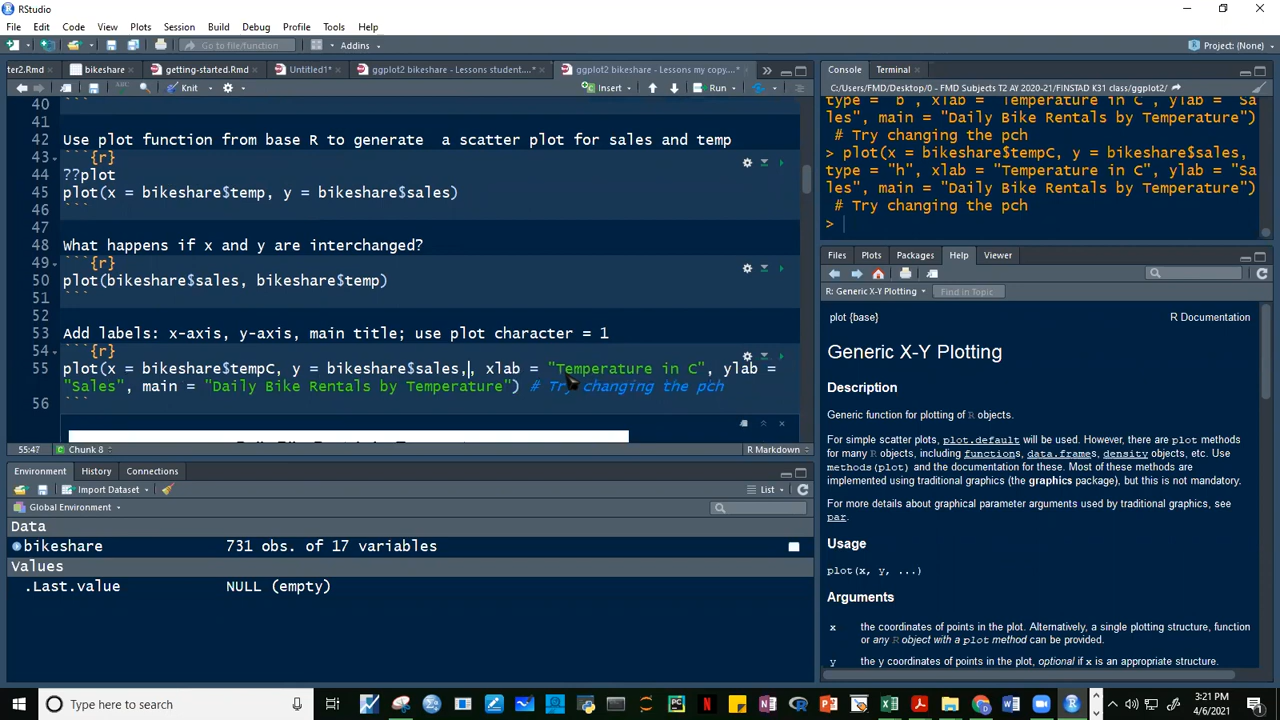 RStudio
File Edit Code View Plots Session Build Debug Profile Tools Help
Go to file/function Addins Project: (None)
ter2.Rmd bikeshare getting-started.Rmd Untitled1* ggplot2 bikeshare - Lessons student... ggplot2 bikeshare - Lessons my copy....*
Knit Insert Run
40 ```
41
42 Use plot function from base R to generate  a scatter plot for sales and temp
43 ```{r}
44 ??plot
45 plot(x = bikeshare$temp, y = bikeshare$sales)
46 ```
47
48 What happens if x and y are interchanged?
49 ```{r}
50 plot(bikeshare$sales, bikeshare$temp)
51 ```
52
53 Add labels: x-axis, y-axis, main title; use plot character = 1
54 ```{r}
55 plot(x = bikeshare$tempC, y = bikeshare$sales,, xlab = "Temperature in C", ylab =
"Sales", main = "Daily Bike Rentals by Temperature") # Try changing the pch
56 ```
55:47 Chunk 8 R Markdown
Environment History Connections
Import Dataset List
Global Environment
Data
bikeshare 731 obs. of 17 variables
Values
.Last.value NULL (empty)
Console Terminal
C:/Users/FMD/Desktop/0 - FMD Subjects T2 AY 2020-21/FINSTAD K31 class/ggplot2/
type = "b", xlab = "Temperature in C", ylab = "Sa
les", main = "Daily Bike Rentals by Temperature")
# Try changing the pch
> plot(x = bikeshare$tempC, y = bikeshare$sales,
type = "h", xlab = "Temperature in C", ylab = "Sa
les", main = "Daily Bike Rentals by Temperature")
# Try changing the pch
>
Files Plots Packages Help Viewer
R: Generic X-Y Plotting Find in Topic
plot {base} R Documentation
Generic X-Y Plotting
Description
Generic function for plotting of R objects.
For simple scatter plots, plot.default will be used. However, there are plot methods
for many R objects, including functions, data.frames, density objects, etc. Use
methods(plot) and the documentation for these. Most of these methods are
implemented using traditional graphics (the graphics package), but this is not mandatory.
For more details about graphical parameter arguments used by traditional graphics, see
par.
Usage
plot(x, y, ...)
Arguments
x the coordinates of points in the plot. Alternatively, a single plotting structure, function
or any R object with a plot method can be provided.
y the y coordinates of points in the plot, optional if x is an appropriate structure.
Type here to search
3:21 PM
4/6/2021